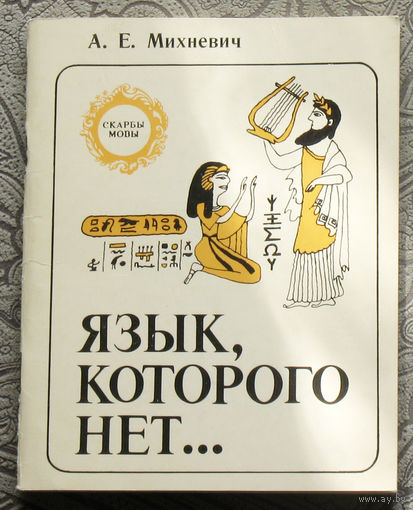 А. Е. Михневич
СКАРБЫ
МОВЫ
ЯЗЫК,
КОТОРОГО
НЕТ...
www.ay.by